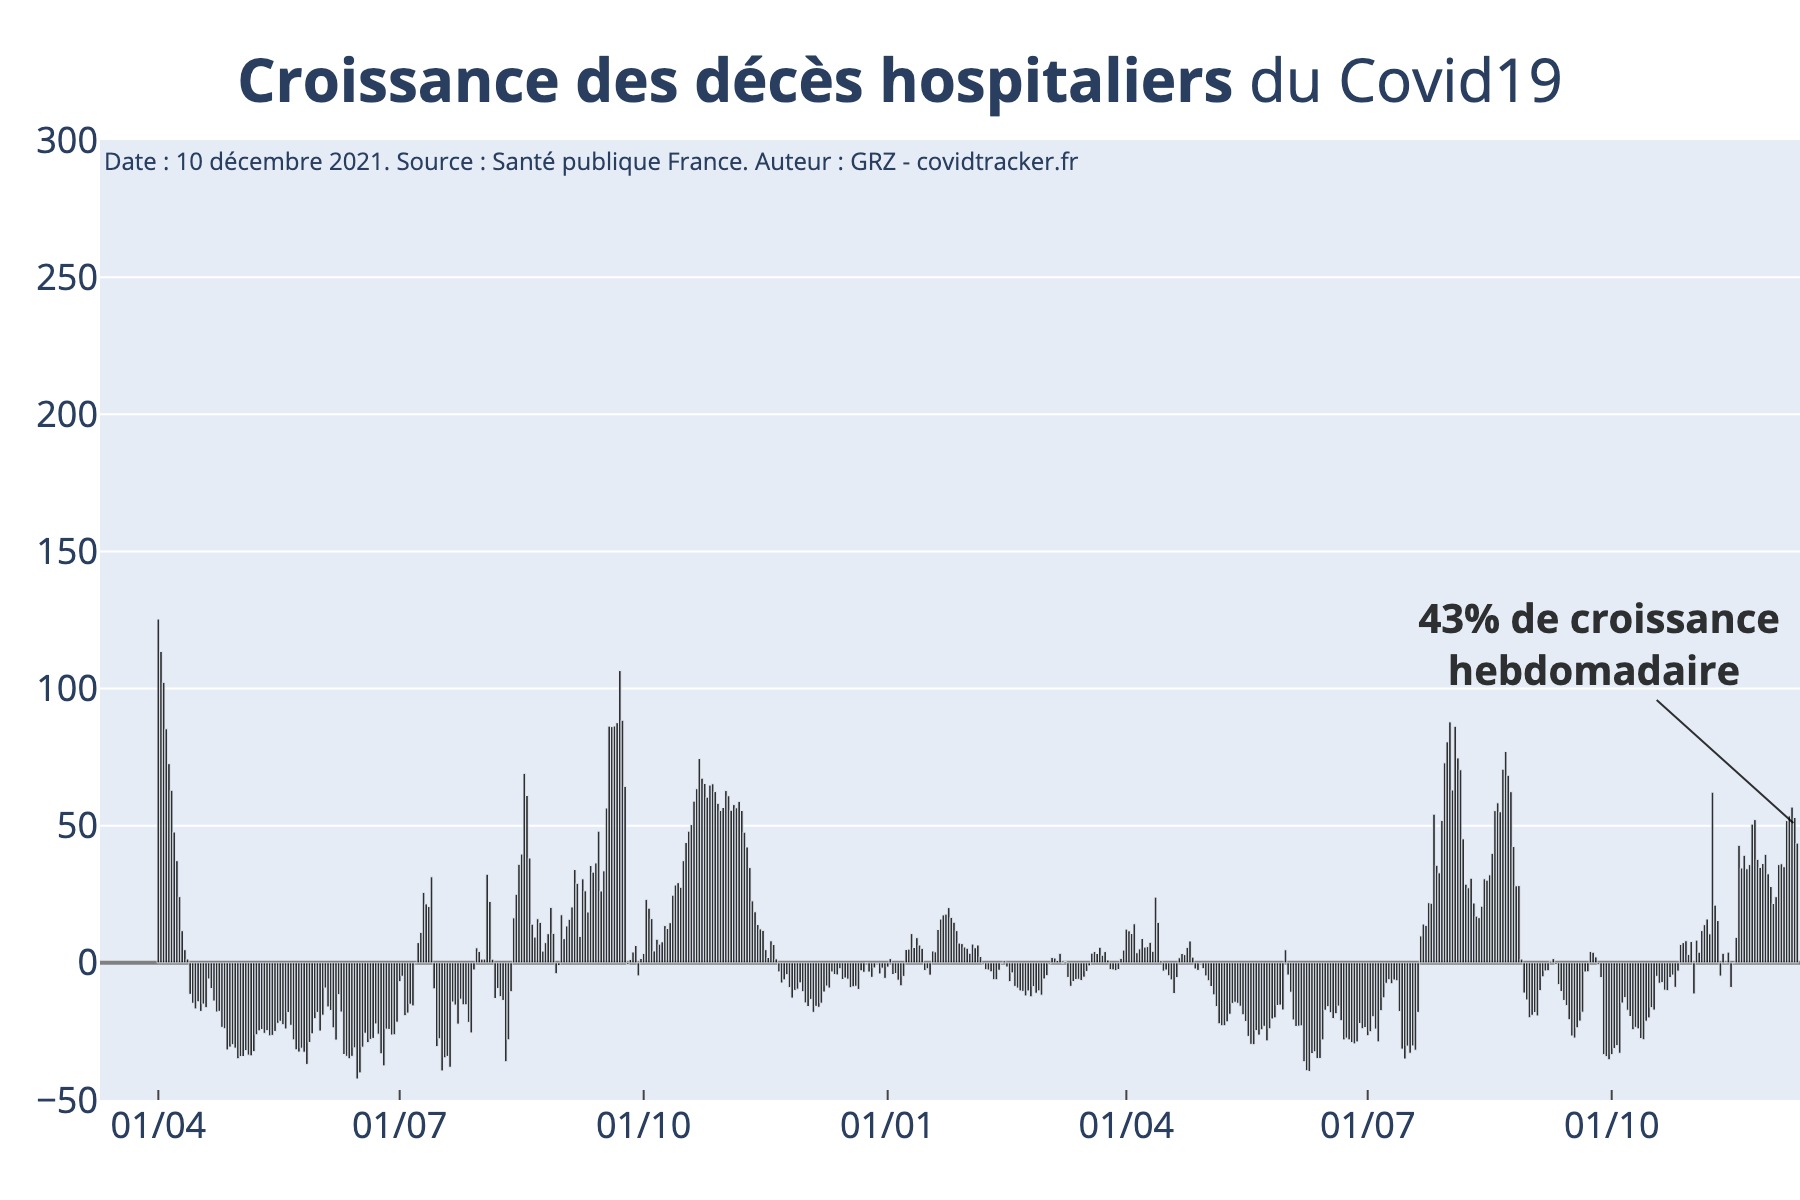 Croissance des décès hospitaliers du Covid19
300
Date : 10 décembre 2021. Source : Santé publique France. Auteur : GRZ - covidtracker.fr
250
200
150
43% de croissance
hebdomadaire
100
50
0
−50
01/04 01/07 01/10 01/01 01/04 01/07 01/10